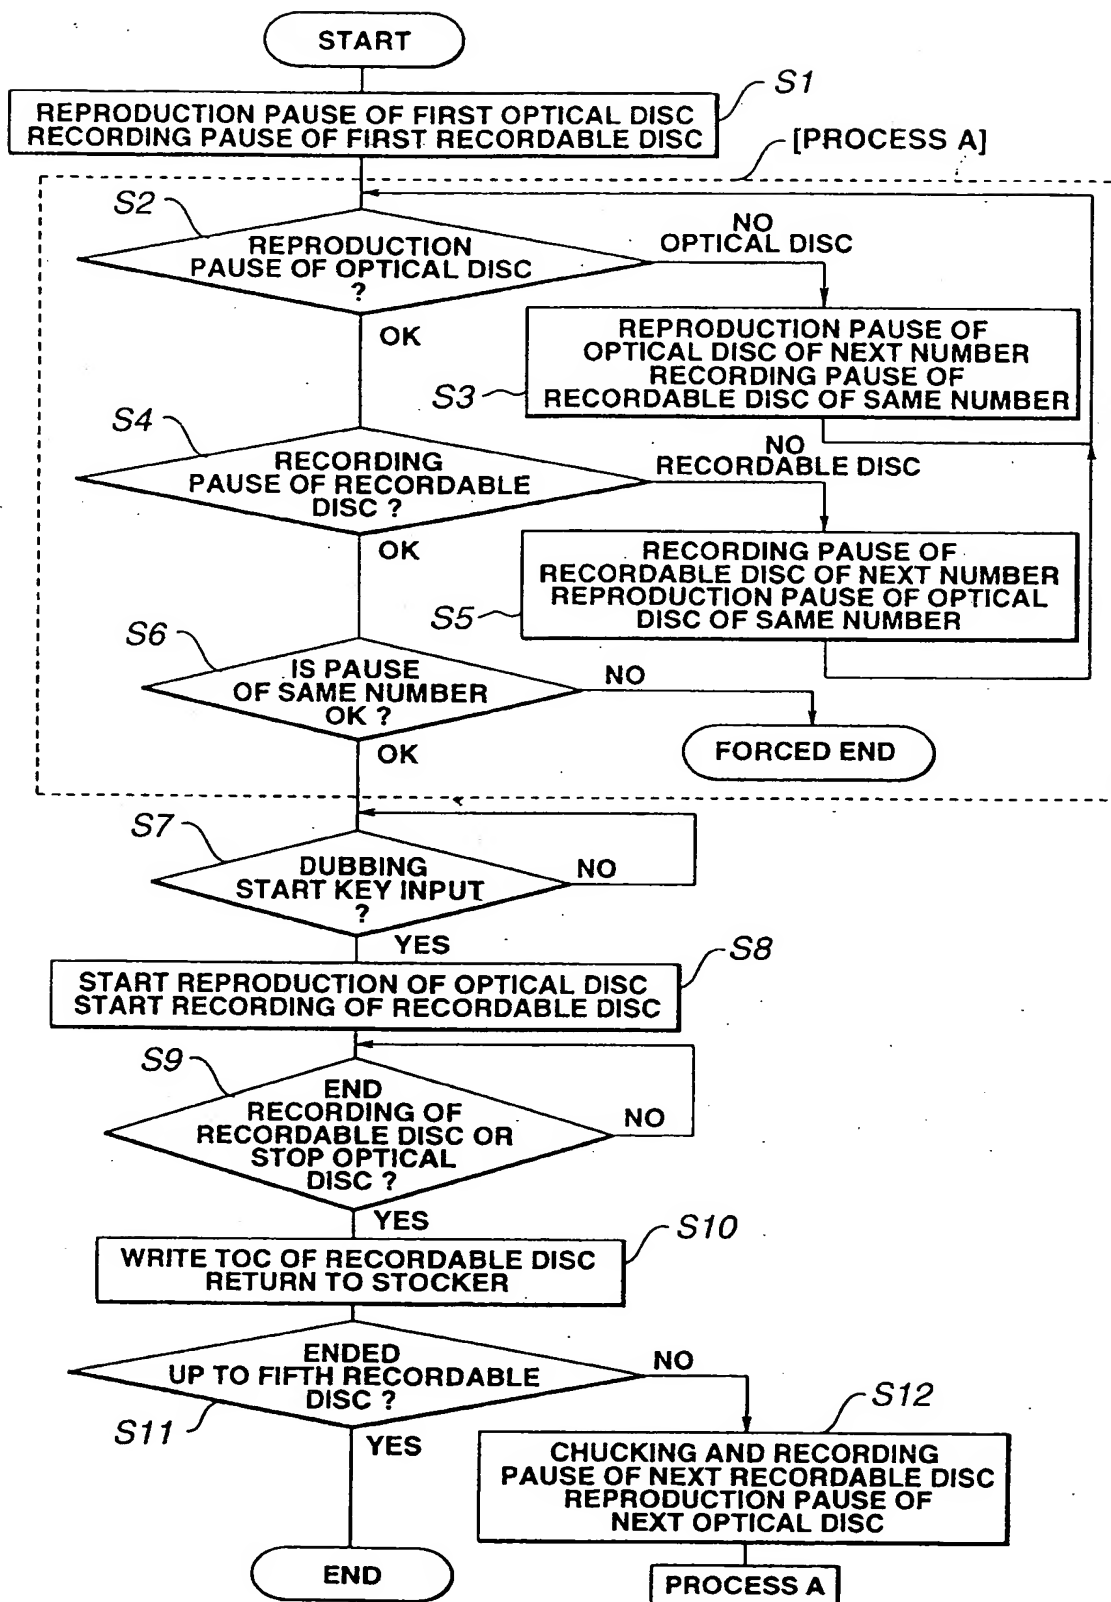 START
S1
REPRODUCTION PAUSE OF FIRST OPTICAL DISC
RECORDING PAUSE OF FIRST RECORDABLE DISC
[PROCESS A]
S2
REPRODUCTION
PAUSE OF OPTICAL DISC
?
NO
OPTICAL DISC
OK
REPRODUCTION PAUSE OF
OPTICAL DISC OF NEXT NUMBER
RECORDING PAUSE OF
RECORDABLE DISC OF SAME NUMBER
S3
S4
RECORDING
PAUSE OF RECORDABLE
DISC ?
NO
RECORDABLE DISC
OK
RECORDING PAUSE OF
RECORDABLE DISC OF NEXT NUMBER
REPRODUCTION PAUSE OF OPTICAL
DISC OF SAME NUMBER
S5
S6
IS PAUSE
OF SAME NUMBER
OK ?
NO
OK
FORCED END
S7
DUBBING
START KEY INPUT
?
NO
YES
S8
START REPRODUCTION OF OPTICAL DISC
START RECORDING OF RECORDABLE DISC
S9
END
RECORDING OF
RECORDABLE DISC OR
STOP OPTICAL
DISC ?
NO
YES
S10
WRITE TOC OF RECORDABLE DISC
RETURN TO STOCKER
ENDED
UP TO FIFTH RECORDABLE
DISC ?
NO
S11
YES
S12
CHUCKING AND RECORDING
PAUSE OF NEXT RECORDABLE DISC
REPRODUCTION PAUSE OF
NEXT OPTICAL DISC
END
PROCESS A